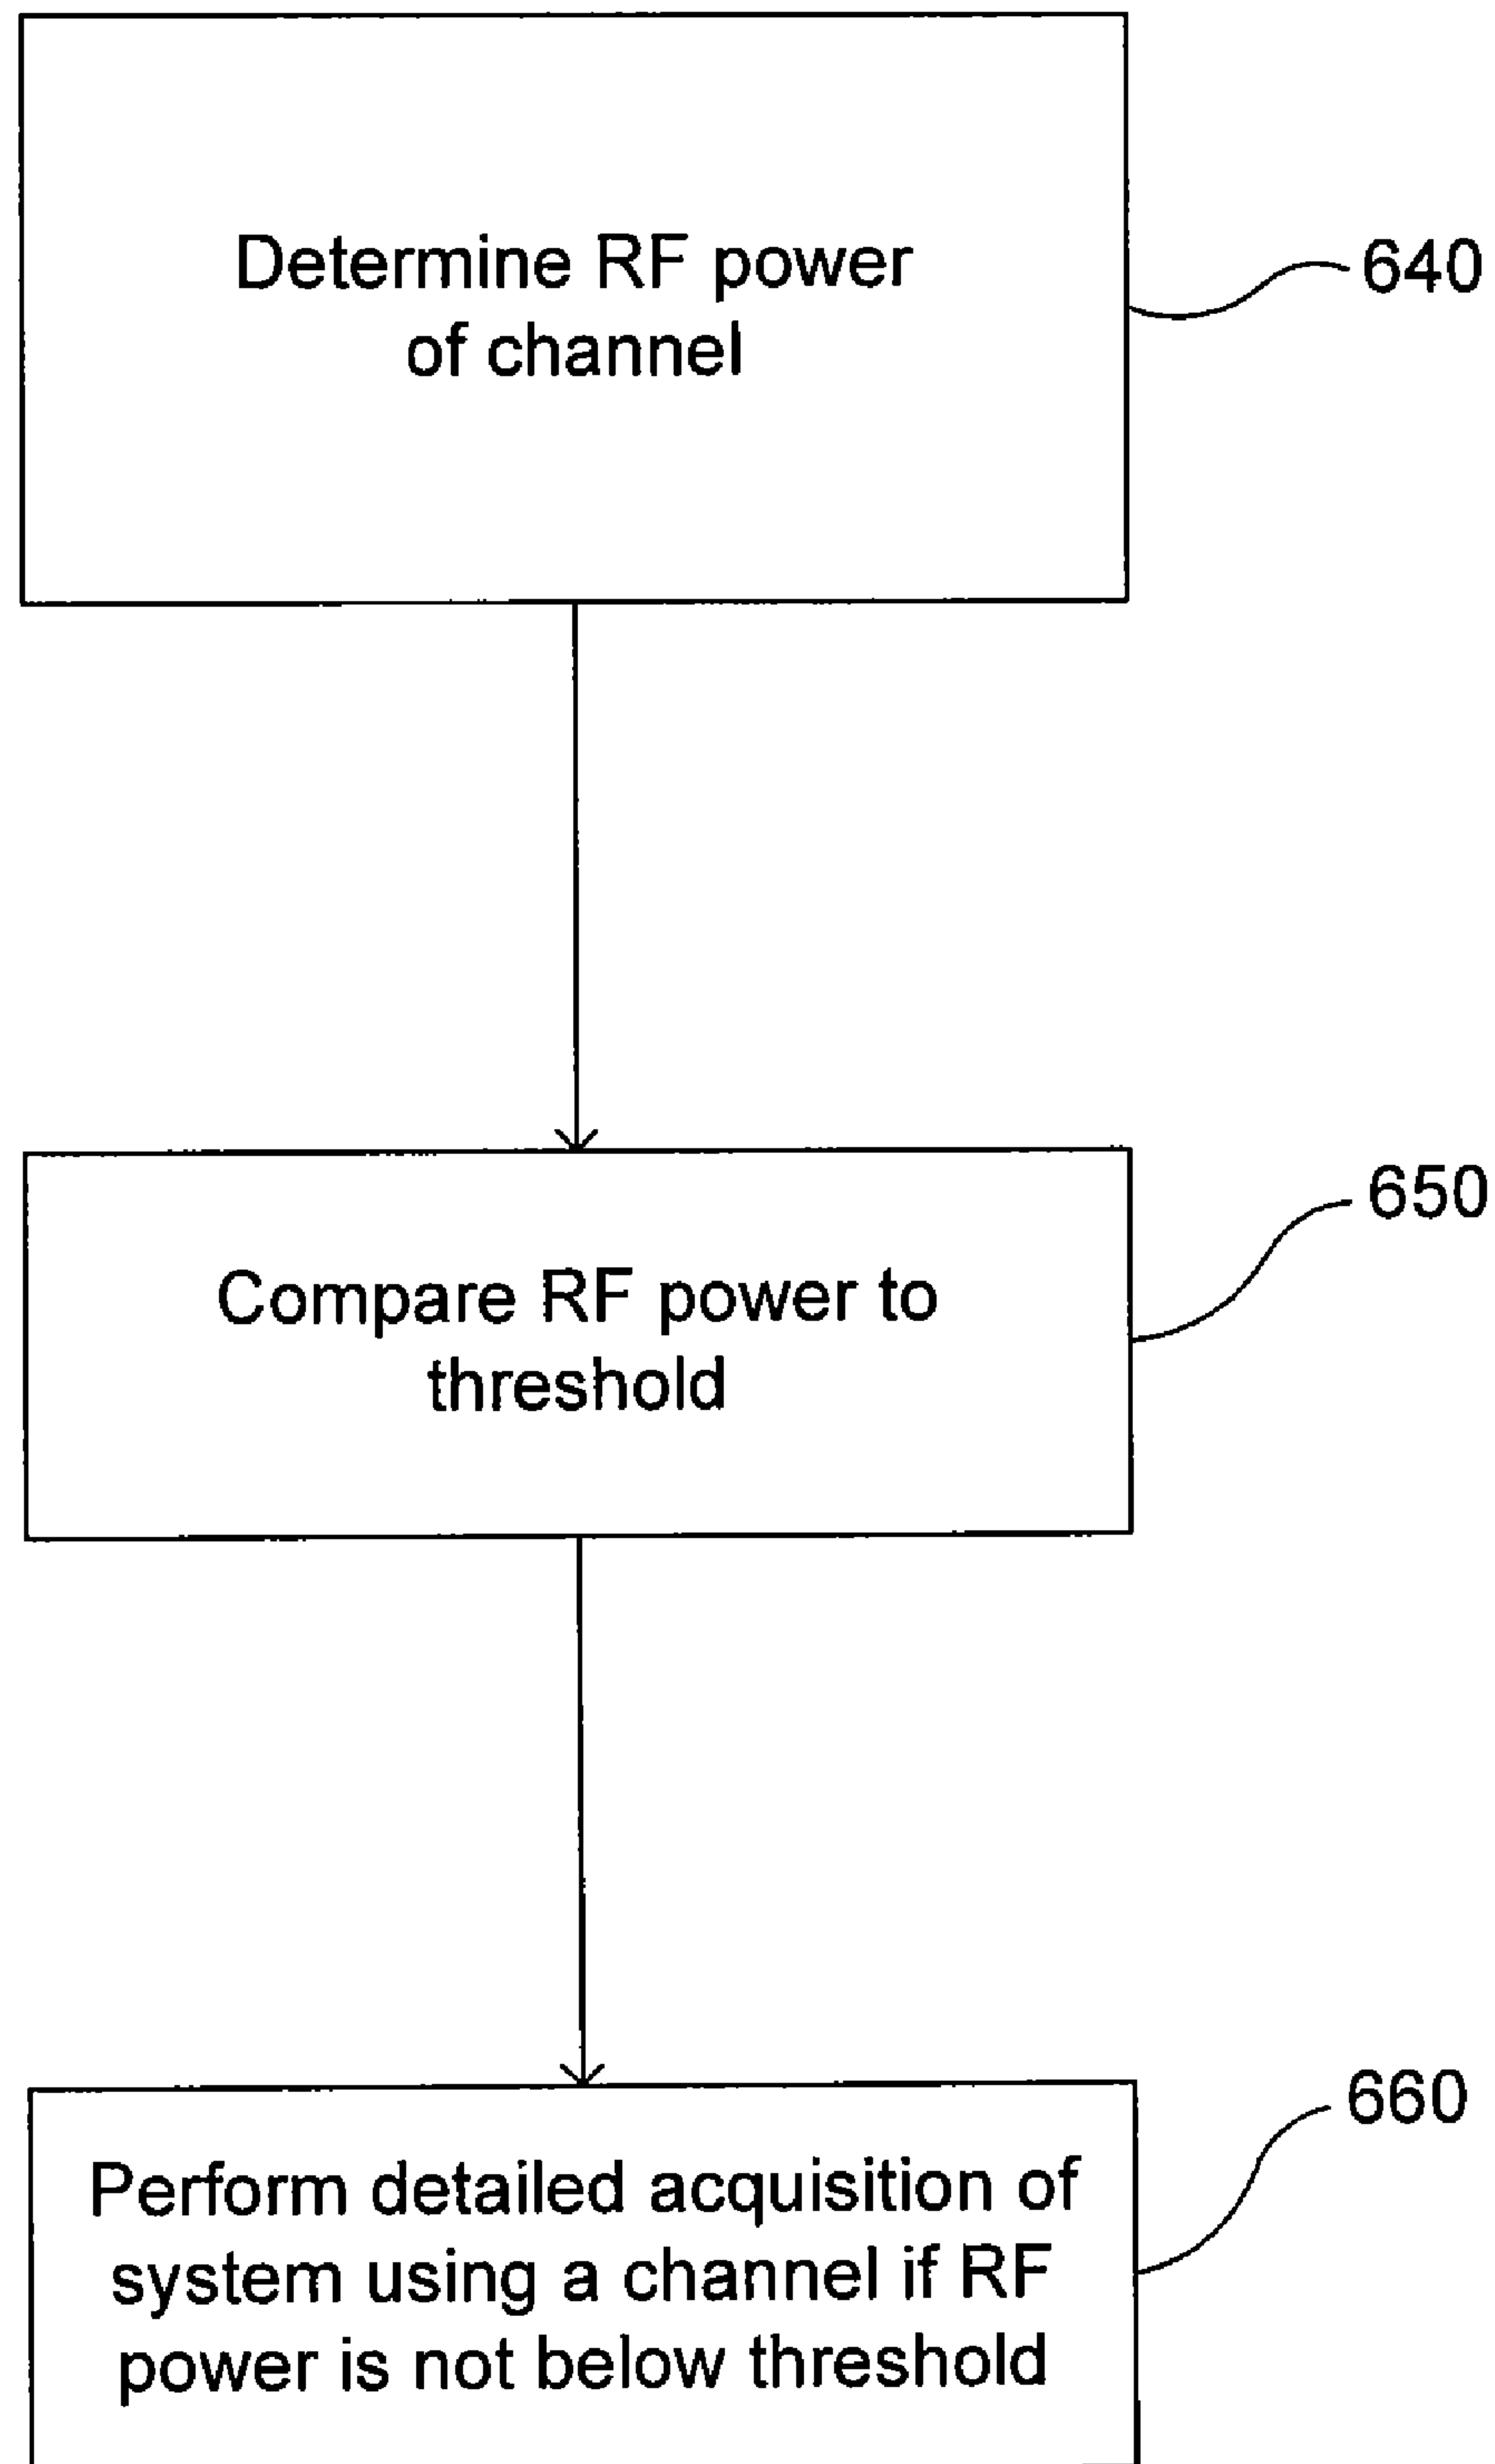 Determine RF power
of channel
640
Compare RF power to
threshold
650
Perform detailed acquisition of
system using a channel if RF
power is not below threshold
660